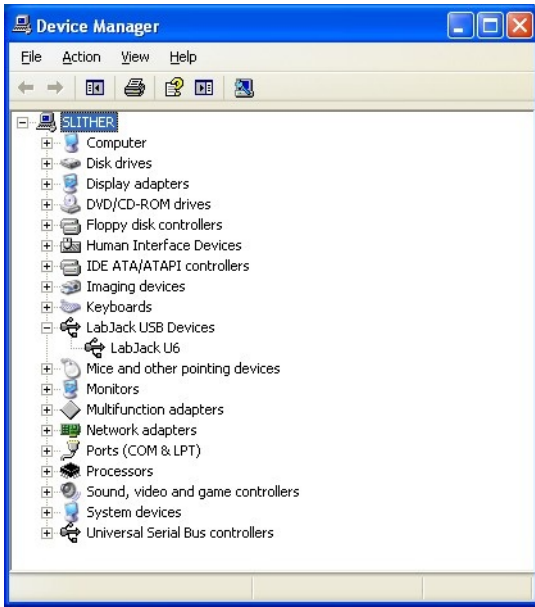 Device Manager
File Action View Help
SLITHER
Computer
Disk drives
Display adapters
DVD/CD-ROM drives
Floppy disk controllers
Human Interface Devices
IDE ATA/ATAPI controllers
Imaging devices
Keyboards
LabJack USB Devices
LabJack U6
Mice and other pointing devices
Monitors
Multifunction adapters
Network adapters
Ports (COM & LPT)
Processors
Sound, video and game controllers
System devices
Universal Serial Bus controllers